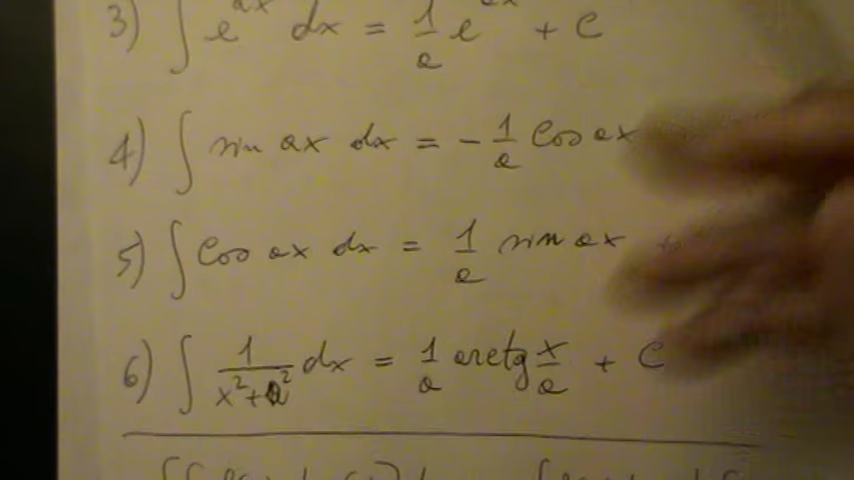 3) ∫ e^ax dx = 1/a e^ax + C
4) ∫ sin ax dx = - 1/a cos ax
5) ∫ cos ax dx = 1/a sin ax +
6) ∫ 1/(x²+a²) dx = 1/a arctg x/a + C